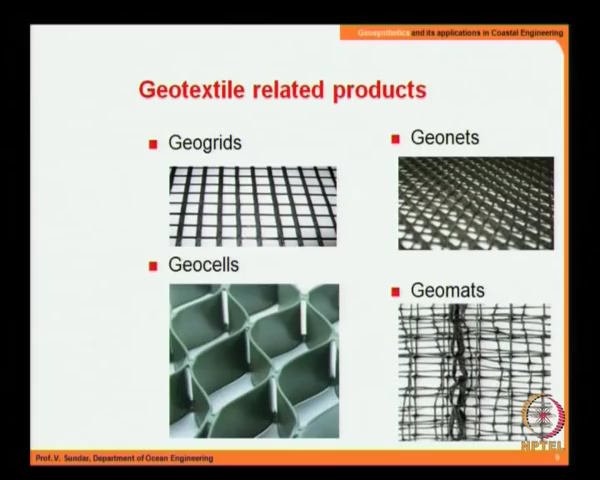 Geosynthetics and its applications in Coastal Engineering
Geotextile related products
Geogrids
Geonets
Geocells
Geomats
NPTEL
Prof. V. Sundar, Department of Ocean Engineering